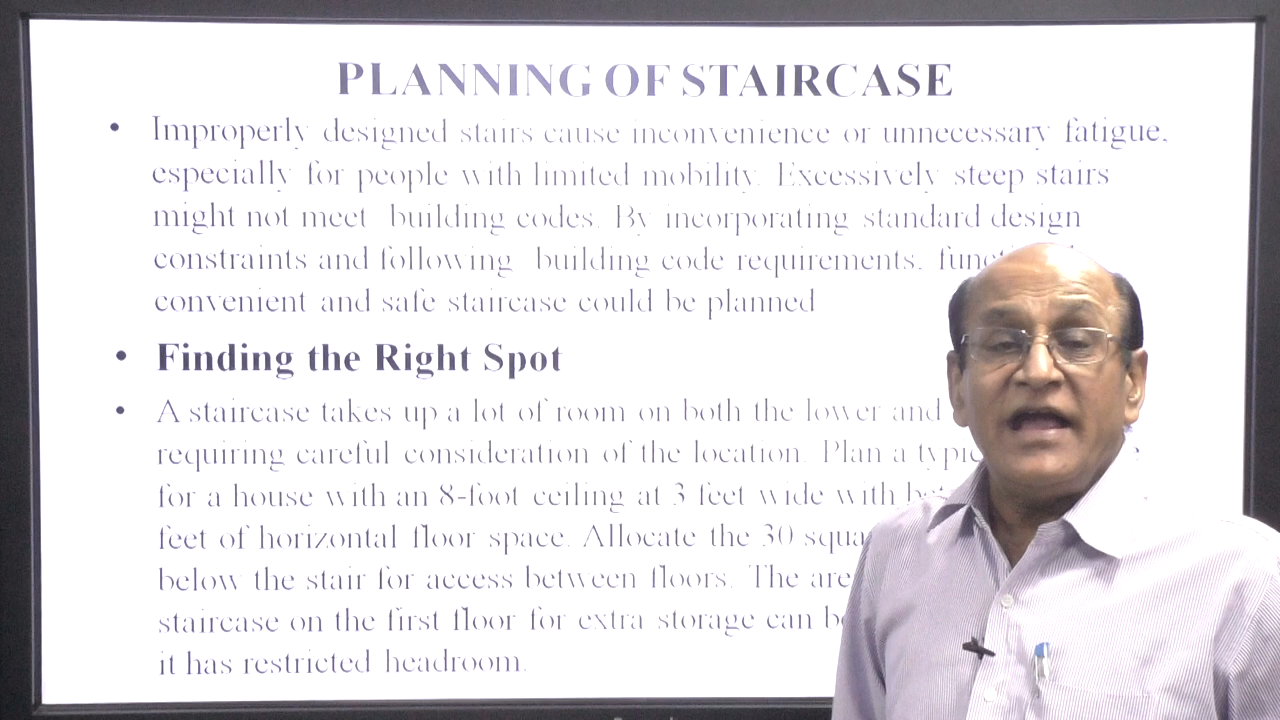 PLANNING OF STAIRCASE
• Improperly designed stairs cause inconvenience or unnecessary fatigue,
especially for people with limited mobility. Excessively steep stairs
might not meet building codes. By incorporating standard design
constraints and following building code requirements,
convenient and safe staircase could be planned
• Finding the Right Spot
• A staircase takes up a lot of room on both the lower and
requiring careful consideration of the location. Plan a
for a house with an 8-foot ceiling at 3 feet wide with
feet of horizontal floor space. Allocate the 30
below the stair for access between floors. The
staircase on the first floor for extra storage can
it has restricted headroom.